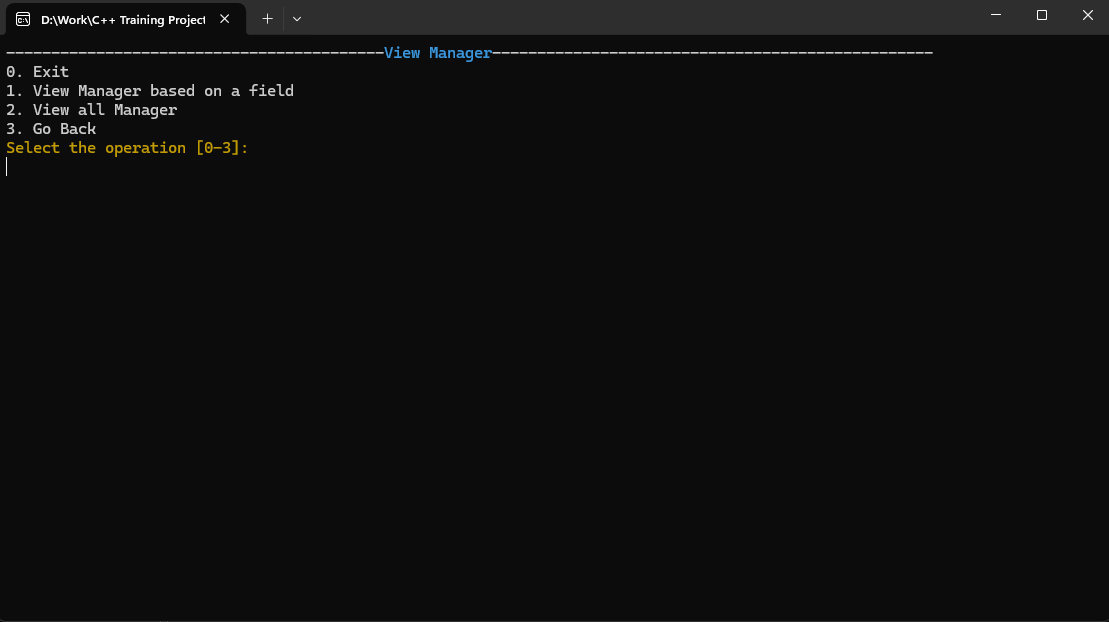 D:\Work\C++ Training Project
------------------------------------------View Manager-------------------------------------------------
0. Exit
1. View Manager based on a field
2. View all Manager
3. Go Back
Select the operation [0-3]: